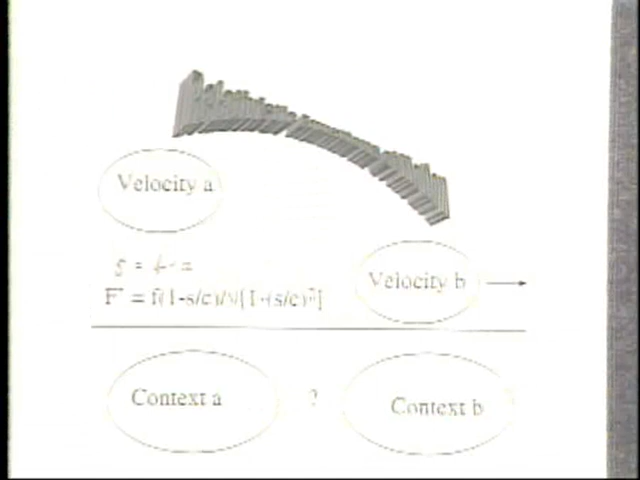 Velocity a
Velocity b
F' = f(1-s/c)/√[1-(s/c)²]
Context a ? Context b